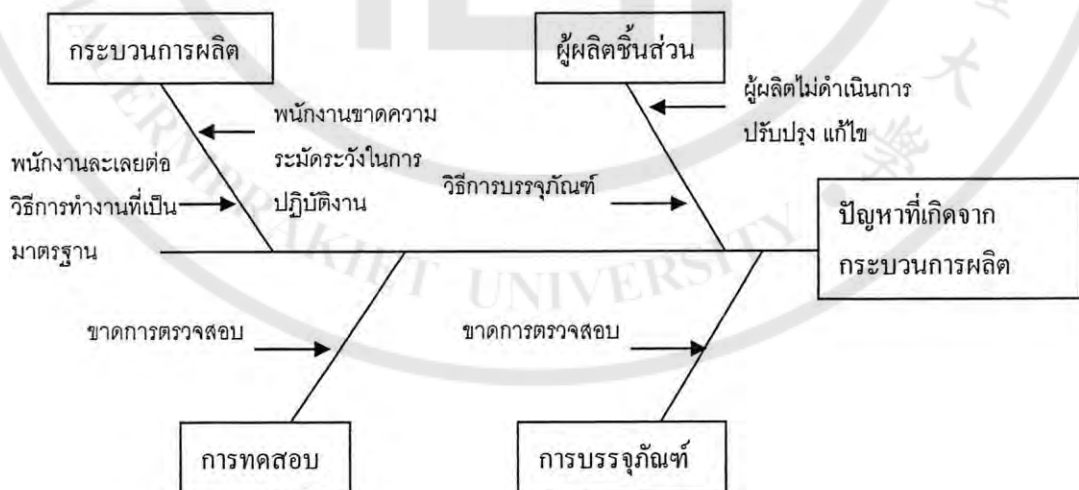 กระบวนการผลิต
ผู้ผลิตชิ้นส่วน
พนักงานขาดความ
ระมัดระวังในการ
ปฏิบัติงาน
ผู้ผลิตไม่ดำเนินการ
ปรับปรุง แก้ไข
พนักงานละเลยต่อ
วิธีการทำงานที่เป็น
มาตรฐาน
วิธีการบรรจุภัณฑ์
ปัญหาที่เกิดจาก
กระบวนการผลิต
ขาดการตรวจสอบ
ขาดการตรวจสอบ
การทดสอบ
การบรรจุภัณฑ์
UNIVERSITY